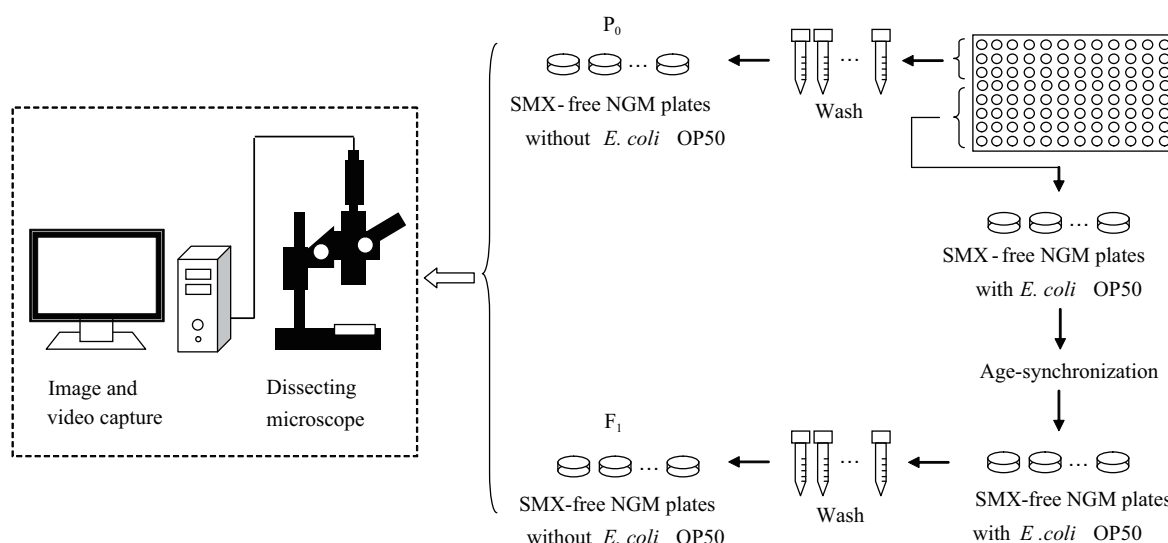 P0
SMX-free NGM plates
without E. coli OP50
...
Wash
...
SMX-free NGM plates
with E. coli OP50
...
Age-synchronization
Image and
video capture
Dissecting
microscope
F1
...
SMX-free NGM plates
without E. coli OP50
...
Wash
...
SMX-free NGM plates
with E .coli OP50